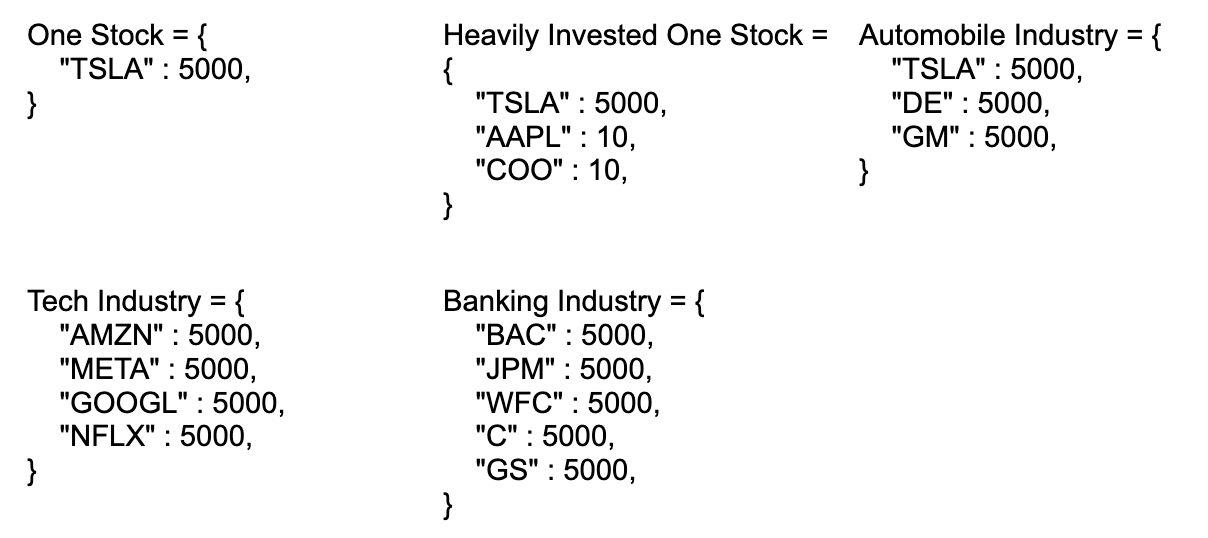 One Stock = {
"TSLA" : 5000,
}
Heavily Invested One Stock =
{
"TSLA" : 5000,
"AAPL" : 10,
"COO" : 10,
}
Automobile Industry = {
"TSLA" : 5000,
"DE" : 5000,
"GM" : 5000,
}
Tech Industry = {
"AMZN" : 5000,
"META" : 5000,
"GOOGL" : 5000,
"NFLX" : 5000,
}
Banking Industry = {
"BAC" : 5000,
"JPM" : 5000,
"WFC" : 5000,
"C" : 5000,
"GS" : 5000,
}